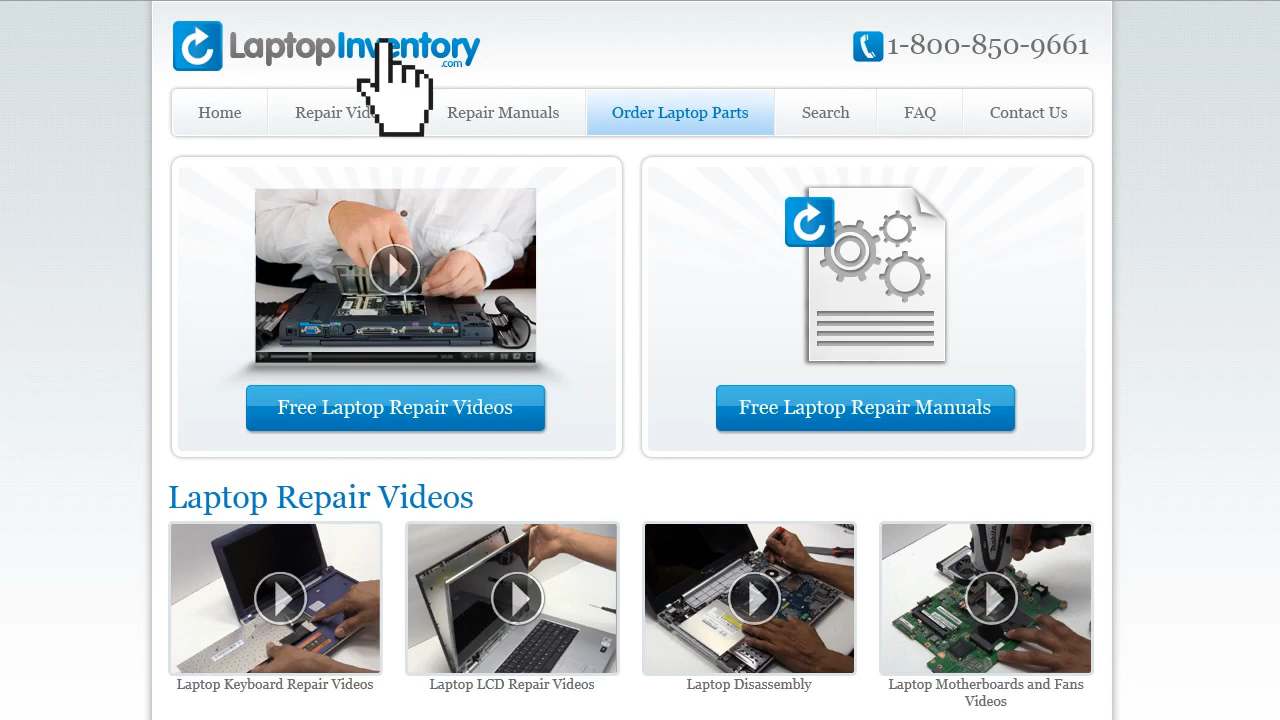 LaptopInventory
.com
1-800-850-9661
Home
Repair
Repair Manuals
Order Laptop Parts
Search
FAQ
Contact Us
Free Laptop Repair Videos
Free Laptop Repair Manuals
Laptop Repair Videos
Laptop Keyboard Repair Videos
Laptop LCD Repair Videos
Laptop Disassembly
Laptop Motherboards and Fans
Videos